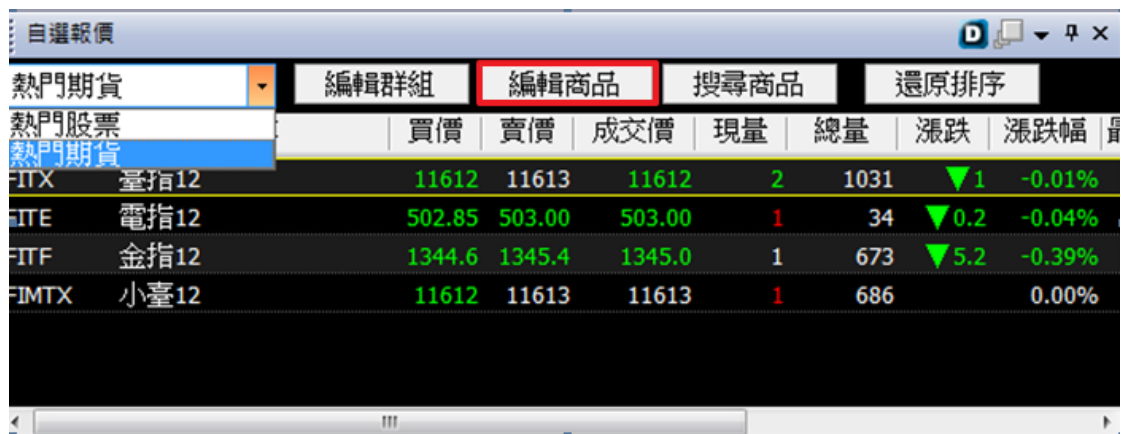 自選報價
熱門期貨 編輯群組 編輯商品 搜尋商品 還原排序
熱門股票 買價 賣價 成交價 現量 總量 漲跌 漲跌幅
熱門期貨
FITX 臺指12 11612 11613 11612 2 1031 ▼1 -0.01%
FITE 電指12 502.85 503.00 503.00 1 34 ▼0.2 -0.04%
FITF 金指12 1344.6 1345.4 1345.0 1 673 ▼5.2 -0.39%
FIMTX 小臺12 11612 11613 11613 1 686 0.00%